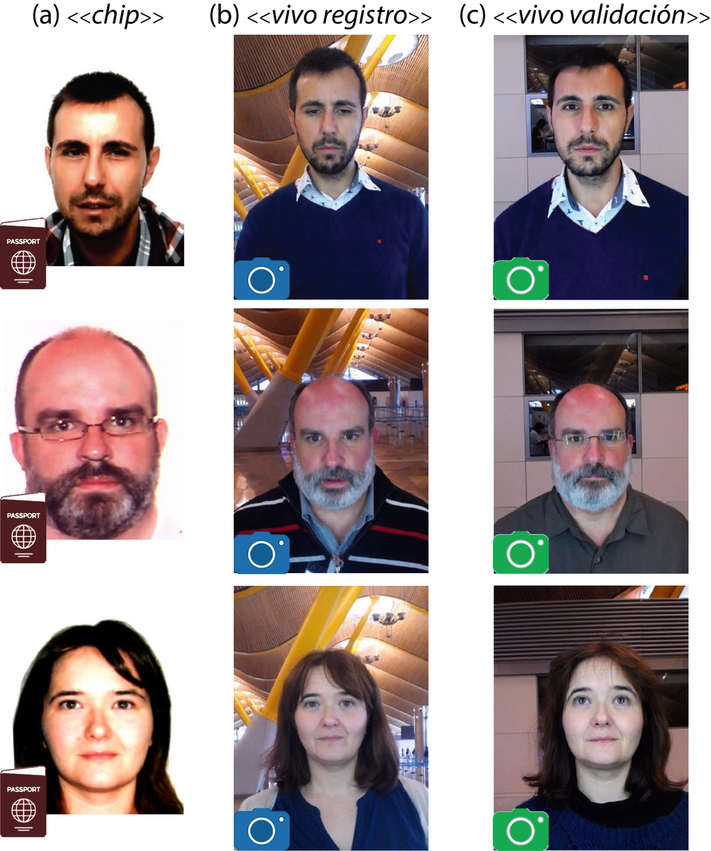 (a) <<chip>>
(b) <<vivo registro>>
(c) <<vivo validación>>
PASSPORT
PASSPORT
PASSPORT